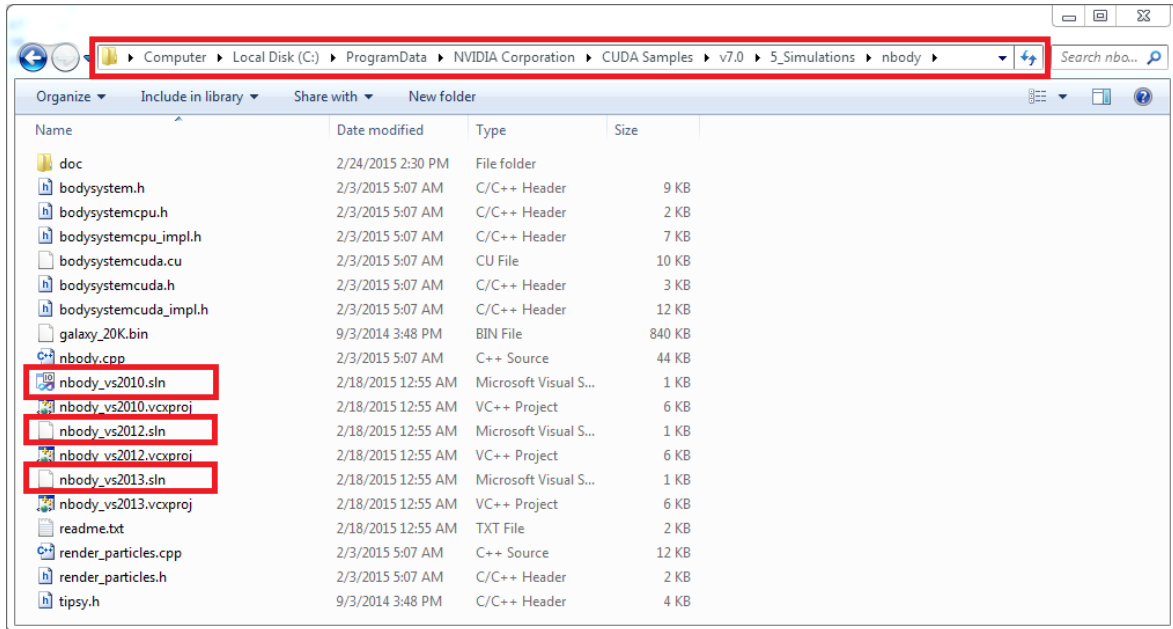 Computer Local Disk (C:) ProgramData NVIDIA Corporation CUDA Samples v7.0 5_Simulations nbody Search nbo...
Organize Include in library Share with New folder
Name Date modified Type Size
doc 2/24/2015 2:30 PM File folder
bodysystem.h 2/3/2015 5:07 AM C/C++ Header 9 KB
bodysystemcpu.h 2/3/2015 5:07 AM C/C++ Header 2 KB
bodysystemcpu_impl.h 2/3/2015 5:07 AM C/C++ Header 7 KB
bodysystemcuda.cu 2/3/2015 5:07 AM CU File 10 KB
bodysystemcuda.h 2/3/2015 5:07 AM C/C++ Header 3 KB
bodysystemcuda_impl.h 2/3/2015 5:07 AM C/C++ Header 12 KB
galaxy_20K.bin 9/3/2014 3:48 PM BIN File 840 KB
nbody.cpp 2/3/2015 5:07 AM C++ Source 44 KB
nbody_vs2010.sln 2/18/2015 12:55 AM Microsoft Visual S... 1 KB
nbody_vs2010.vcxproj 2/18/2015 12:55 AM VC++ Project 6 KB
nbody_vs2012.sln 2/18/2015 12:55 AM Microsoft Visual S... 1 KB
nbody_vs2012.vcxproj 2/18/2015 12:55 AM VC++ Project 6 KB
nbody_vs2013.sln 2/18/2015 12:55 AM Microsoft Visual S... 1 KB
nbody_vs2013.vcxproj 2/18/2015 12:55 AM VC++ Project 6 KB
readme.txt 2/18/2015 12:55 AM TXT File 2 KB
render_particles.cpp 2/3/2015 5:07 AM C++ Source 12 KB
render_particles.h 2/3/2015 5:07 AM C/C++ Header 2 KB
tipsy.h 9/3/2014 3:48 PM C/C++ Header 4 KB